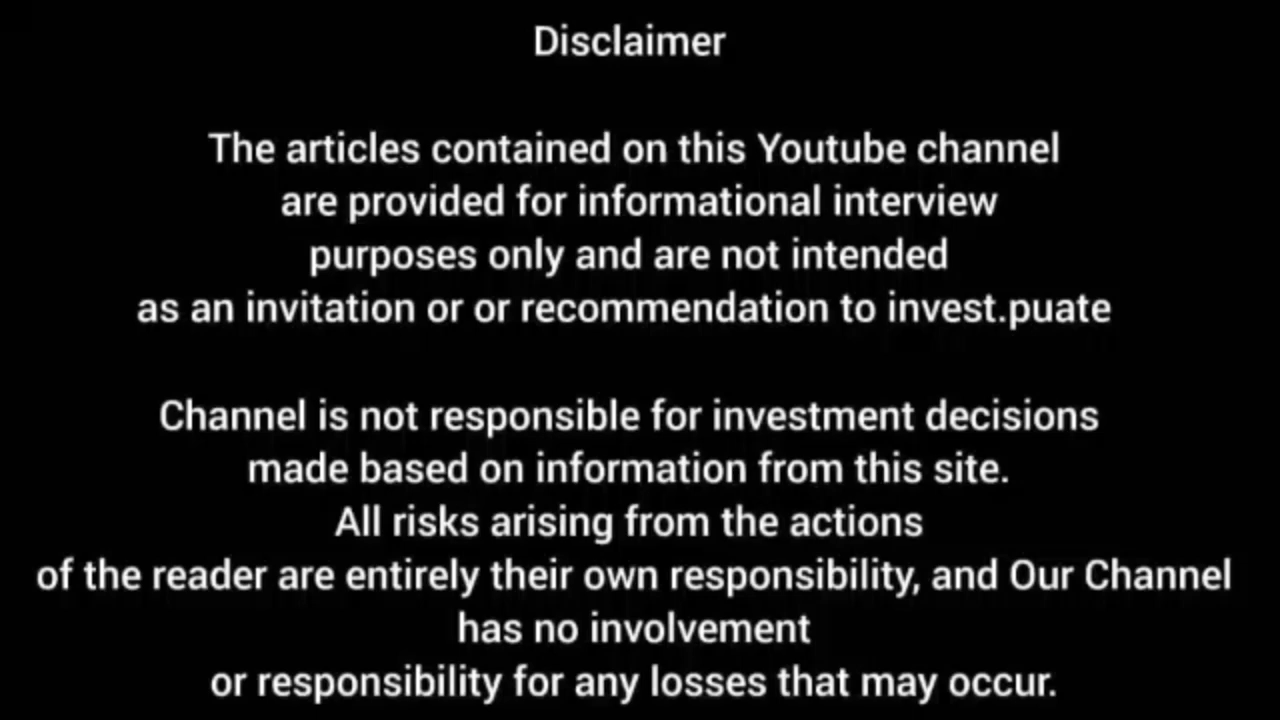 Disclaimer
The articles contained on this Youtube channel
are provided for informational interview
purposes only and are not intended
as an invitation or or recommendation to invest.puate
Channel is not responsible for investment decisions
made based on information from this site.
All risks arising from the actions
of the reader are entirely their own responsibility, and Our Channel
has no involvement
or responsibility for any losses that may occur.